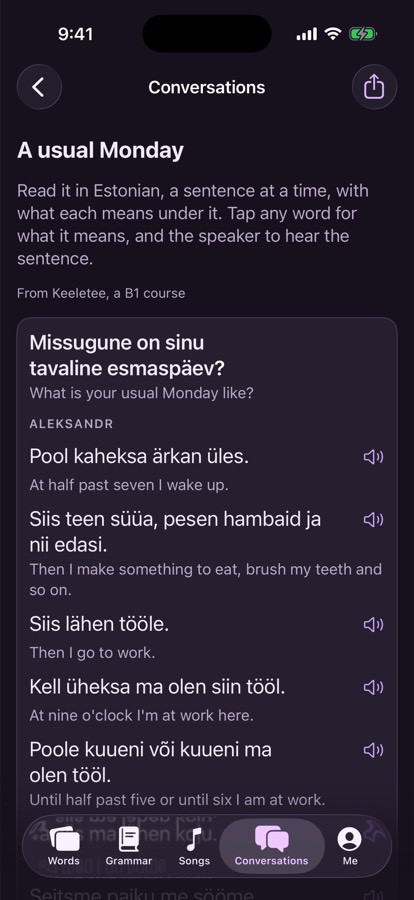 9:41
Conversations
A usual Monday
Read it in Estonian, a sentence at a time, with
what each means under it. Tap any word for
what it means, and the speaker to hear the
sentence.
From Keeletee, a B1 course
Missugune on sinu
tavaline esmaspäev?
What is your usual Monday like?
ALEKSANDR
Pool kaheksa ärkan üles.
At half past seven I wake up.
Siis teen süüa, pesen hambaid ja
nii edasi.
Then I make something to eat, brush my teeth and
so on.
Siis lähen tööle.
Then I go to work.
Kell üheksa ma olen siin tööl.
At nine o'clock I'm at work here.
Poole kuueni või kuueni ma
olen tööl.
Until half past five or until six I am at work.
Words
Grammar
Songs
Conversations
Me
Seitsme paiku me sööme